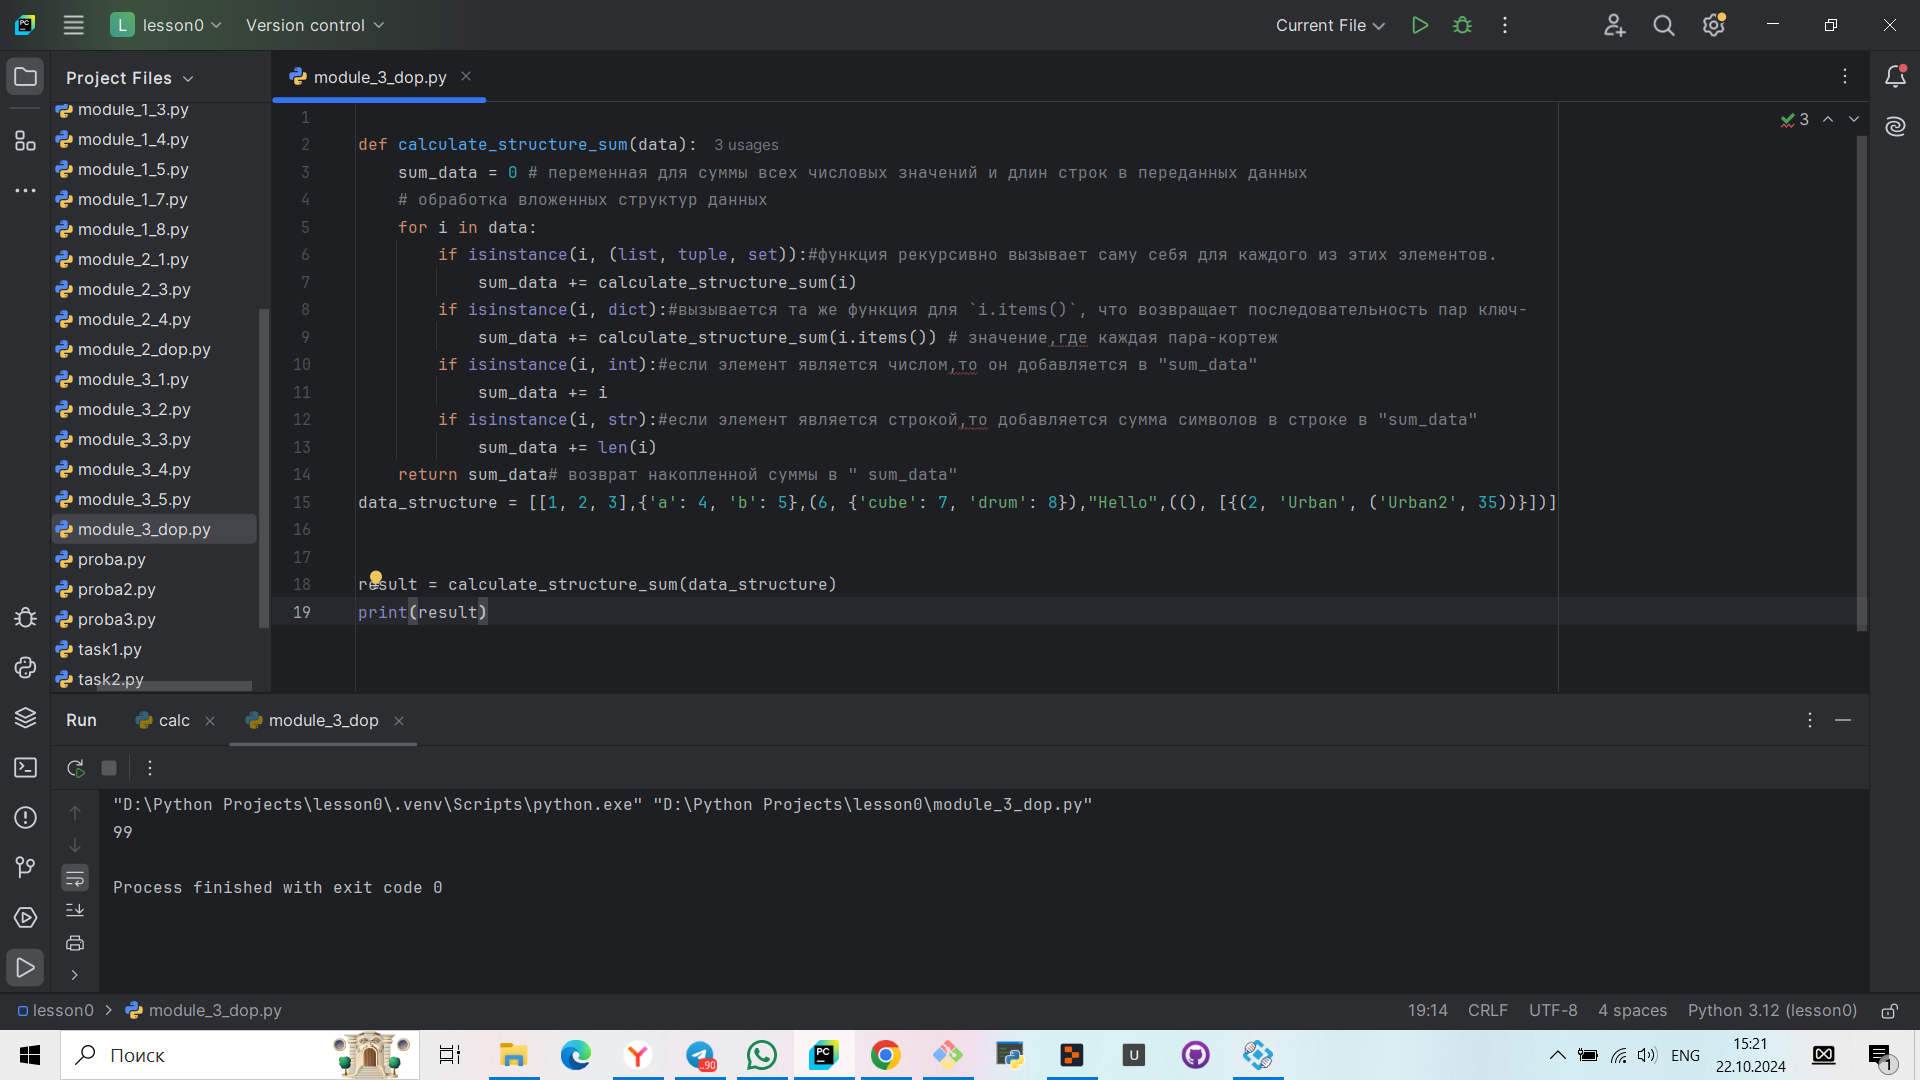 L lesson0
Version control
Current File
Project Files
module_3_dop.py
module_1_3.py
module_1_4.py
module_1_5.py
module_1_7.py
module_1_8.py
module_2_1.py
module_2_3.py
module_2_4.py
module_2_dop.py
module_3_1.py
module_3_2.py
module_3_3.py
module_3_4.py
module_3_5.py
module_3_dop.py
proba.py
proba2.py
proba3.py
task1.py
task2.py
3
1
2 def calculate_structure_sum(data): 3 usages
3 sum_data = 0 # переменная для суммы всех числовых значений и длин строк в переданных данных
4 # обработка вложенных структур данных
5 for i in data:
6 if isinstance(i, (list, tuple, set)):#функция рекурсивно вызывает саму себя для каждого из этих элементов.
7 sum_data += calculate_structure_sum(i)
8 if isinstance(i, dict):#вызывается та же функция для `i.items()`, что возвращает последовательность пар ключ-
9 sum_data += calculate_structure_sum(i.items()) # значение,где каждая пара-кортеж
10 if isinstance(i, int):#если элемент является числом,то он добавляется в "sum_data"
11 sum_data += i
12 if isinstance(i, str):#если элемент является строкой,то добавляется сумма символов в строке в "sum_data"
13 sum_data += len(i)
14 return sum_data# возврат накопленной суммы в " sum_data"
15 data_structure = [[1, 2, 3],{'a': 4, 'b': 5},(6, {'cube': 7, 'drum': 8}),"Hello",((), [{(2, 'Urban', ('Urban2', 35))}])]
16
17
18 result = calculate_structure_sum(data_structure)
19 print(result)
Run
calc
module_3_dop
"D:\Python Projects\lesson0\.venv\Scripts\python.exe" "D:\Python Projects\lesson0\module_3_dop.py"
99
Process finished with exit code 0
lesson0 > module_3_dop.py
19:14 CRLF UTF-8 4 spaces Python 3.12 (lesson0)
Поиск
..90
PC
U
ENG
15:21
22.10.2024
1